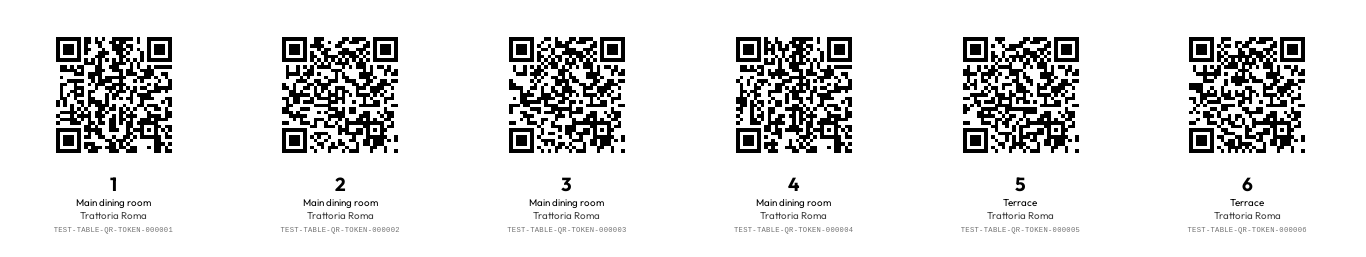 1
Main dining room
Trattoria Roma
TEST-TABLE-QR-TOKEN-000001
2
Main dining room
Trattoria Roma
TEST-TABLE-QR-TOKEN-000002
3
Main dining room
Trattoria Roma
TEST-TABLE-QR-TOKEN-000003
4
Main dining room
Trattoria Roma
TEST-TABLE-QR-TOKEN-000004
5
Terrace
Trattoria Roma
TEST-TABLE-QR-TOKEN-000005
6
Terrace
Trattoria Roma
TEST-TABLE-QR-TOKEN-000006